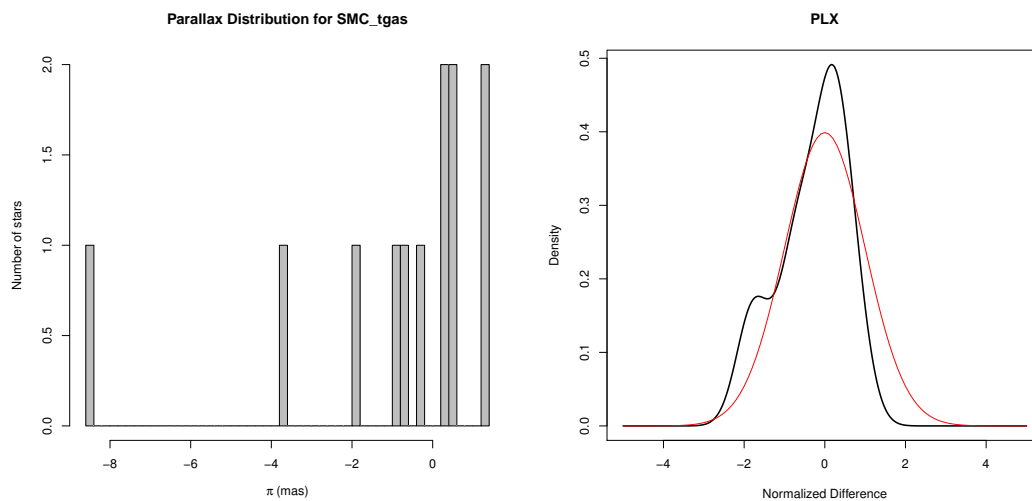 Parallax Distribution for SMC_tgas
Number of stars
2.0
1.5
1.0
0.5
0.0
−8 −6 −4 −2 0
π (mas)
PLX
Density
0.5
0.4
0.3
0.2
0.1
0.0
−4 −2 0 2 4
Normalized Difference